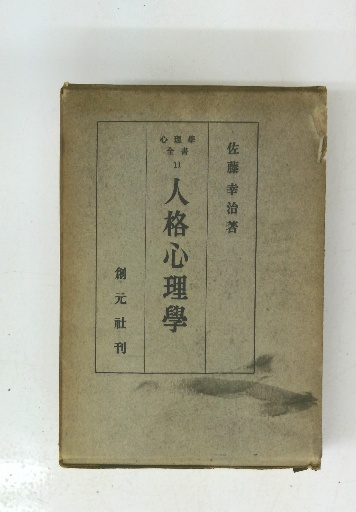 佐藤幸治著
心理學
全書
11
人格心理學
創元社刊